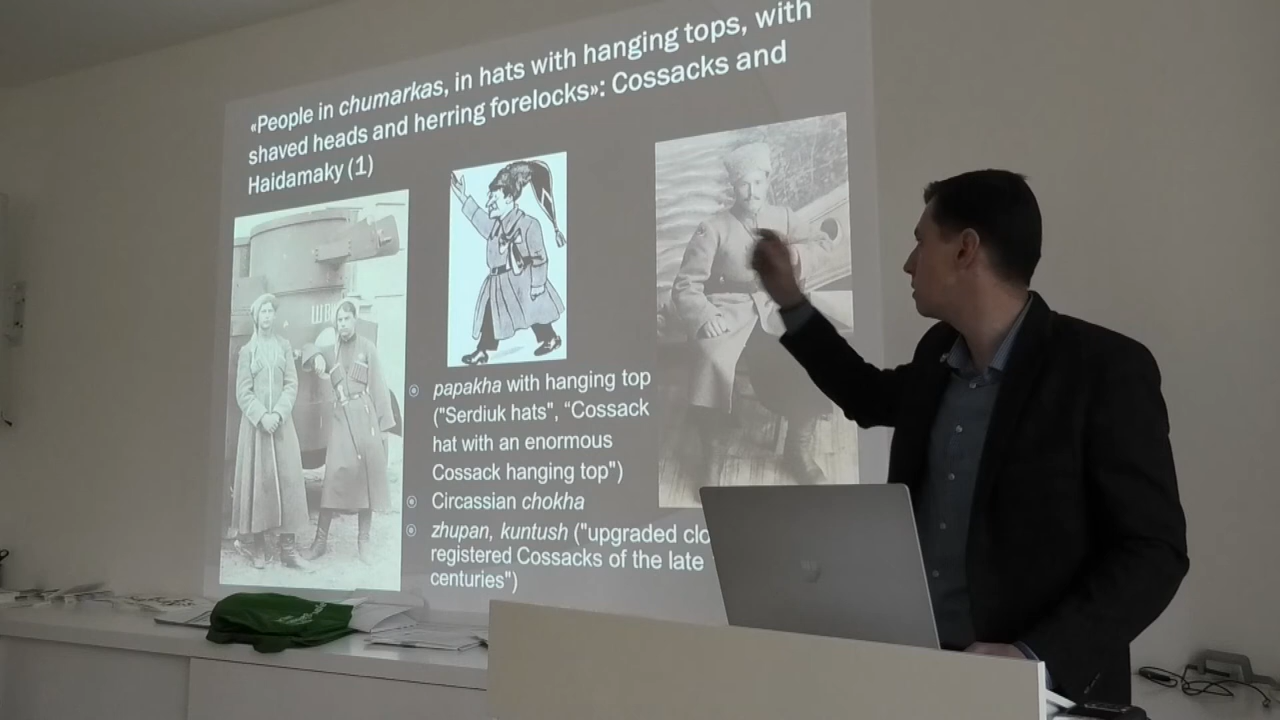 «People in chumarkas, in hats with hanging tops, with
shaved heads and herring forelocks»: Cossacks and
Haidamaky (1)
papakha with hanging top
("Serdiuk hats", “Cossack
hat with an enormous
Cossack hanging top")
Circassian chokha
zhupan, kuntush ("upgraded
registered Cossacks of the late
centuries")